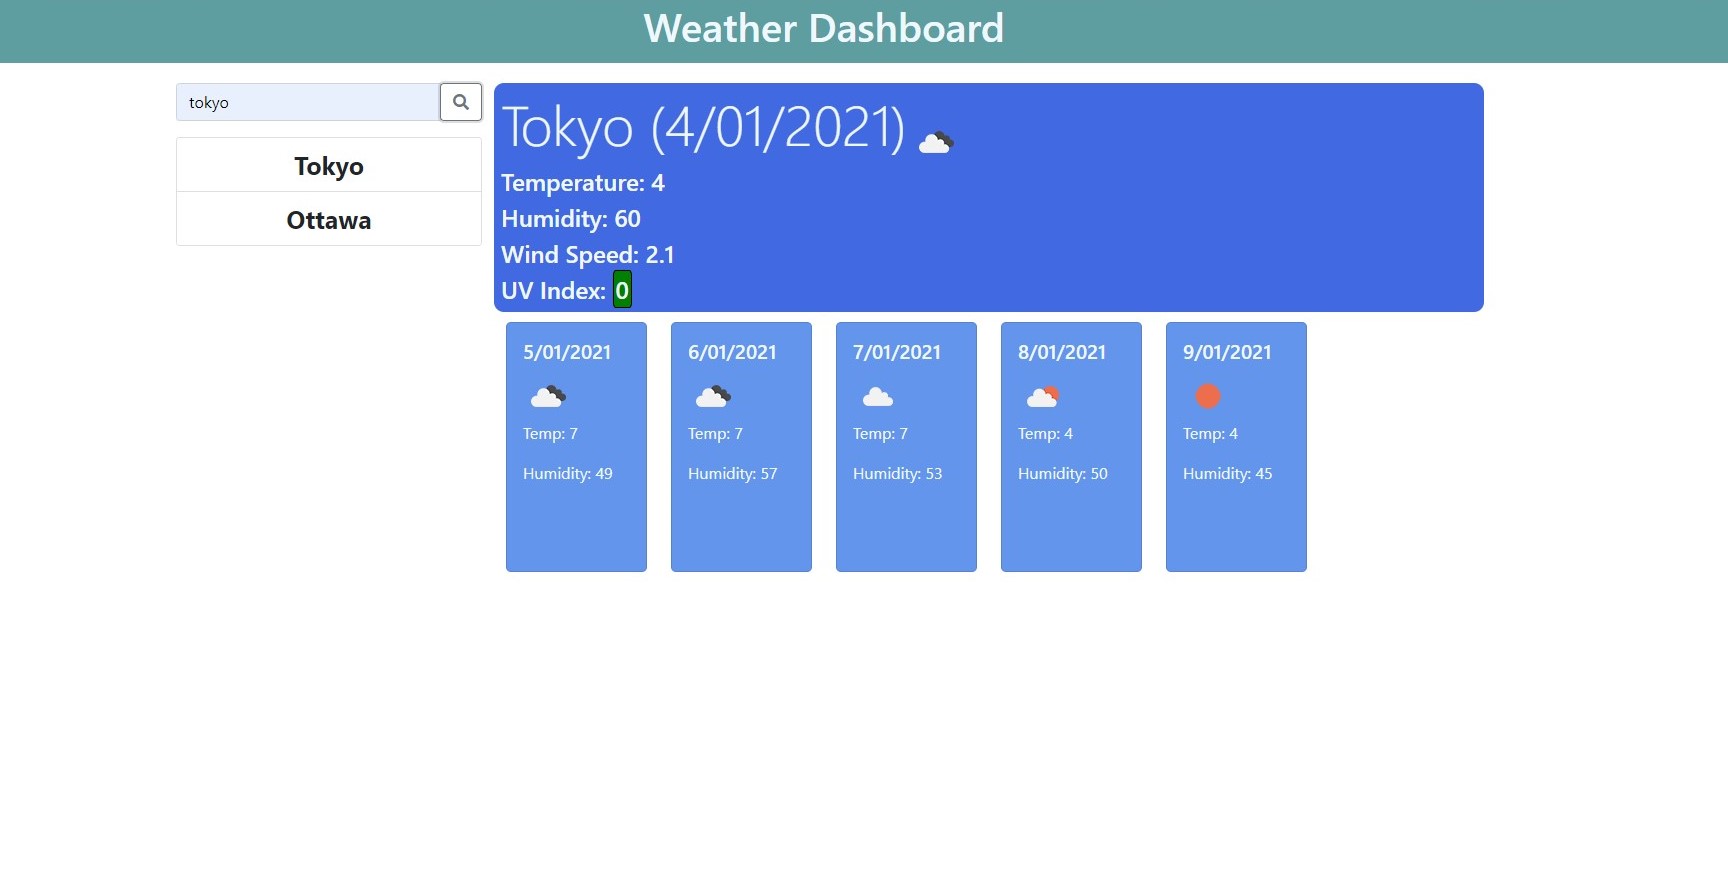 Weather Dashboard
tokyo
Tokyo
Ottawa
Tokyo (4/01/2021)
Temperature: 4
Humidity: 60
Wind Speed: 2.1
UV Index: 0
5/01/2021
Temp: 7
Humidity: 49
6/01/2021
Temp: 7
Humidity: 57
7/01/2021
Temp: 7
Humidity: 53
8/01/2021
Temp: 4
Humidity: 50
9/01/2021
Temp: 4
Humidity: 45